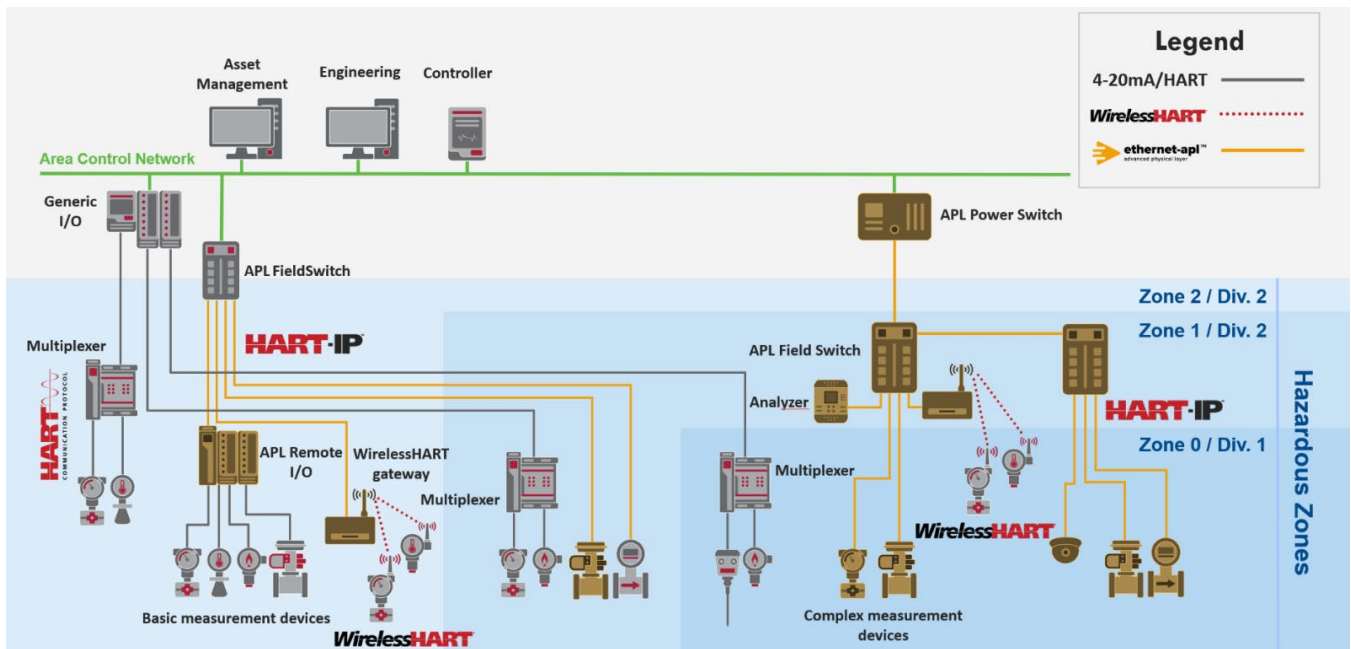 Legend
4-20mA/HART
WirelessHART
ethernet-apl™
advanced physical layer
Asset
Management
Engineering
Controller
Area Control Network
Generic
I/O
APL FieldSwitch
APL Power Switch
Zone 2 / Div. 2
Zone 1 / Div. 2
HART-IP™
Multiplexer
HART
COMMUNICATION PROTOCOL
APL Field Switch
Analyzer
HART-IP™
Hazardous Zones
Zone 0 / Div. 1
APL Remote
I/O
WirelessHART
gateway
Multiplexer
Multiplexer
WirelessHART
Basic measurement devices
Complex measurement
devices
WirelessHART